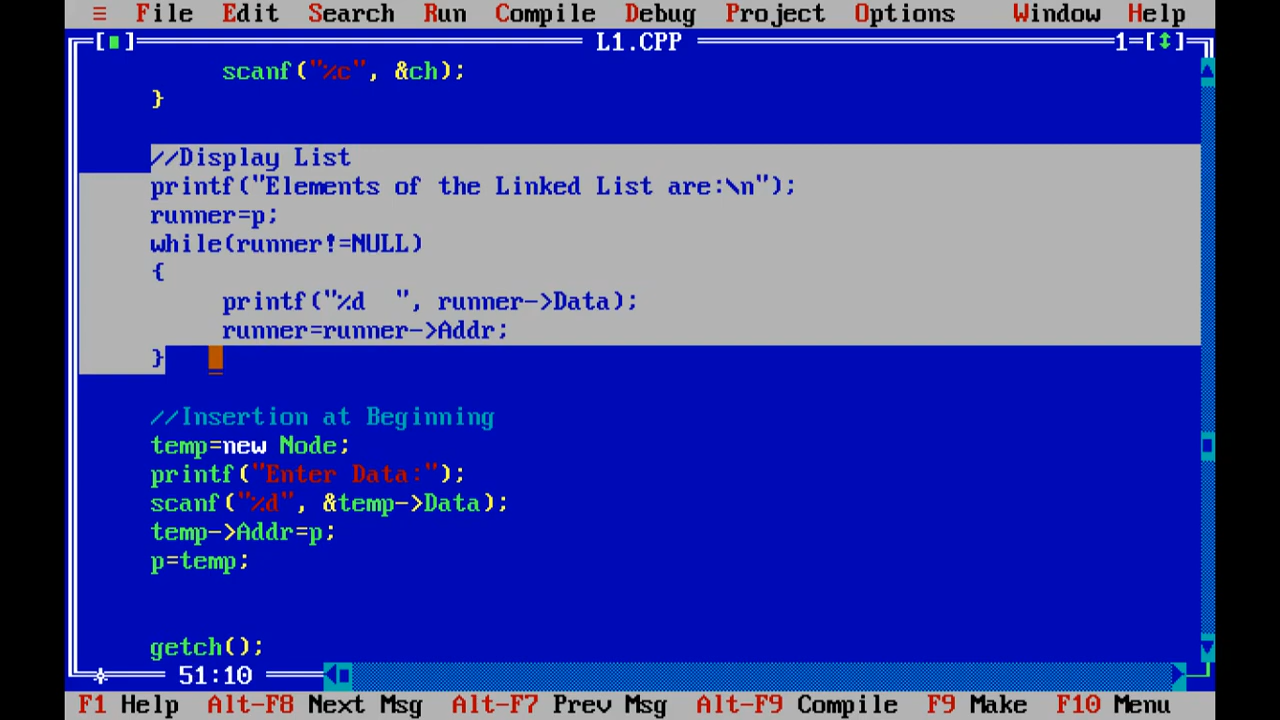 ≡ File Edit Search Run Compile Debug Project Options Window Help
[■] L1.CPP 1=[↕]
scanf("%c", &ch);
}
//Display List
printf("Elements of the Linked List are:\n");
runner=p;
while(runner!=NULL)
{
printf("%d  ", runner->Data);
runner=runner->Addr;
}
//Insertion at Beginning
temp=new Node;
printf("Enter Data:");
scanf("%d", &temp->Data);
temp->Addr=p;
p=temp;
getch();
51:10
F1 Help Alt-F8 Next Msg Alt-F7 Prev Msg Alt-F9 Compile F9 Make F10 Menu